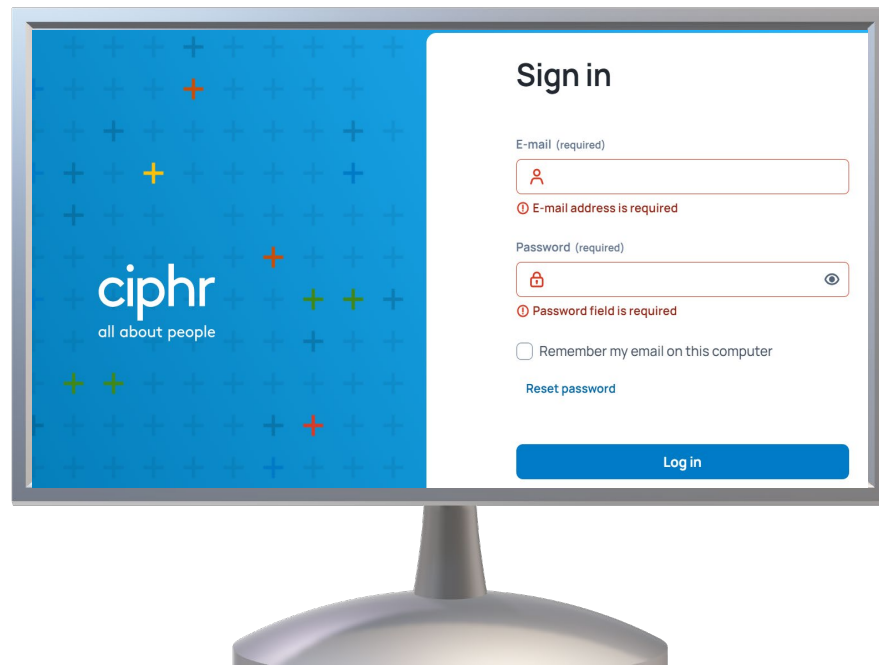 ciphr
all about people
Sign in
E-mail (required)
E-mail address is required
Password (required)
Password field is required
Remember my email on this computer
Reset password
Log in